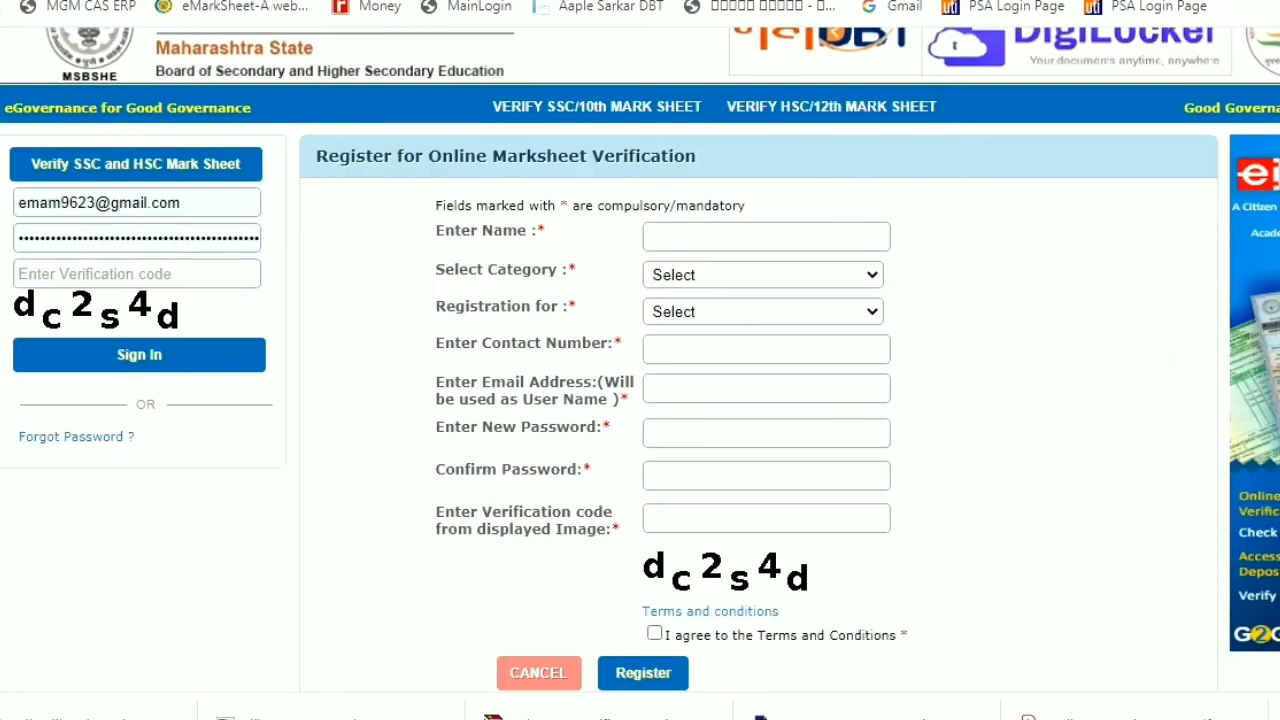 MGM CAS ERP eMarkSheet-A web... Money MainLogin Aaple Sarkar DBT Gmail PSA Login Page PSA Login Page
MSBSHE
Maharashtra State
Board of Secondary and Higher Secondary Education
DigiLocker
Your documents anytime, anywhere
eGovernance for Good Governance
VERIFY SSC/10th MARK SHEET VERIFY HSC/12th MARK SHEET
Good Governa
Verify SSC and HSC Mark Sheet
emam9623@gmail.com
Enter Verification code
dc2s4d
Sign In
OR
Forgot Password ?
Register for Online Marksheet Verification
Fields marked with * are compulsory/mandatory
Enter Name :*
Select Category :* Select
Registration for :* Select
Enter Contact Number:*
Enter Email Address:(Will
be used as User Name )*
Enter New Password:*
Confirm Password:*
Enter Verification code
from displayed Image:*
dc2s4d
Terms and conditions
I agree to the Terms and Conditions *
CANCEL Register
A Citizen
Acade
Online
Verific
Check
Access
Depos
Verify
G2C